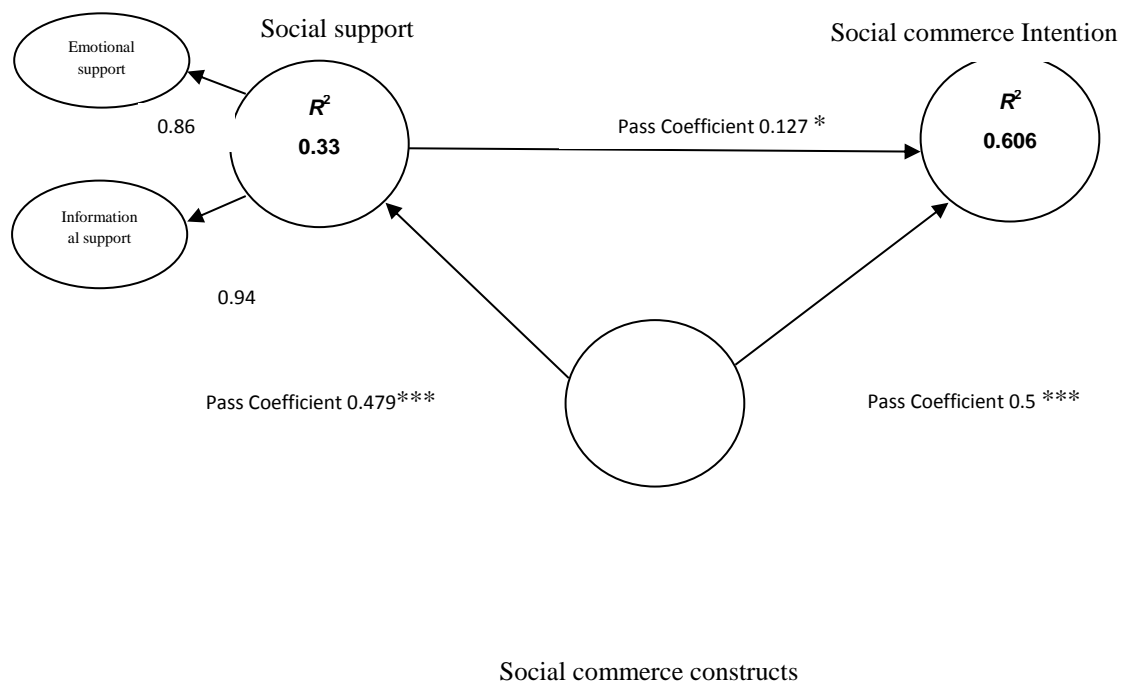 Social support
Social commerce Intention
Emotional
support
R²
0.33
Pass Coefficient 0.127 *
R²
0.606
0.86
Information
al support
0.94
Pass Coefficient 0.479***
Pass Coefficient 0.5 ***
Social commerce constructs